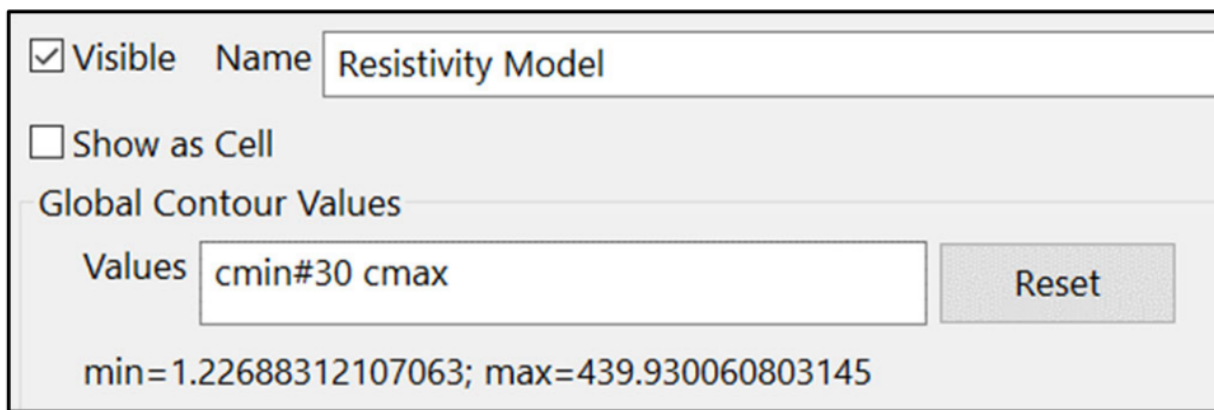 Visible Name Resistivity Model
Show as Cell
Global Contour Values
Values cmin#30 cmax Reset
min=1.22688312107063; max=439.930060803145